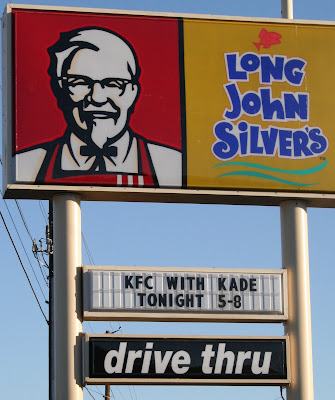 LONG
JOHN
SILVER'S
KFC WITH KADE
TONIGHT 5-8
drive thru